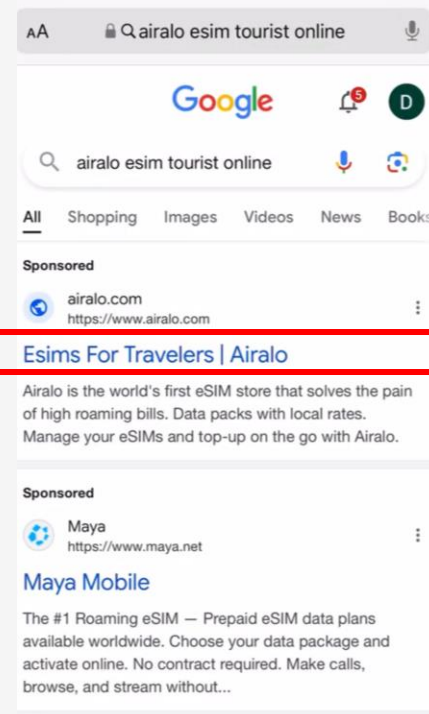 AA airalo esim tourist online
Google 5 D
airalo esim tourist online
All Shopping Images Videos News Books
Sponsored
airalo.com
https://www.airalo.com
Esims For Travelers | Airalo
Airalo is the world's first eSIM store that solves the pain
of high roaming bills. Data packs with local rates.
Manage your eSIMs and top-up on the go with Airalo.
Sponsored
Maya
https://www.maya.net
Maya Mobile
The #1 Roaming eSIM — Prepaid eSIM data plans
available worldwide. Choose your data package and
activate online. No contract required. Make calls,
browse, and stream without...